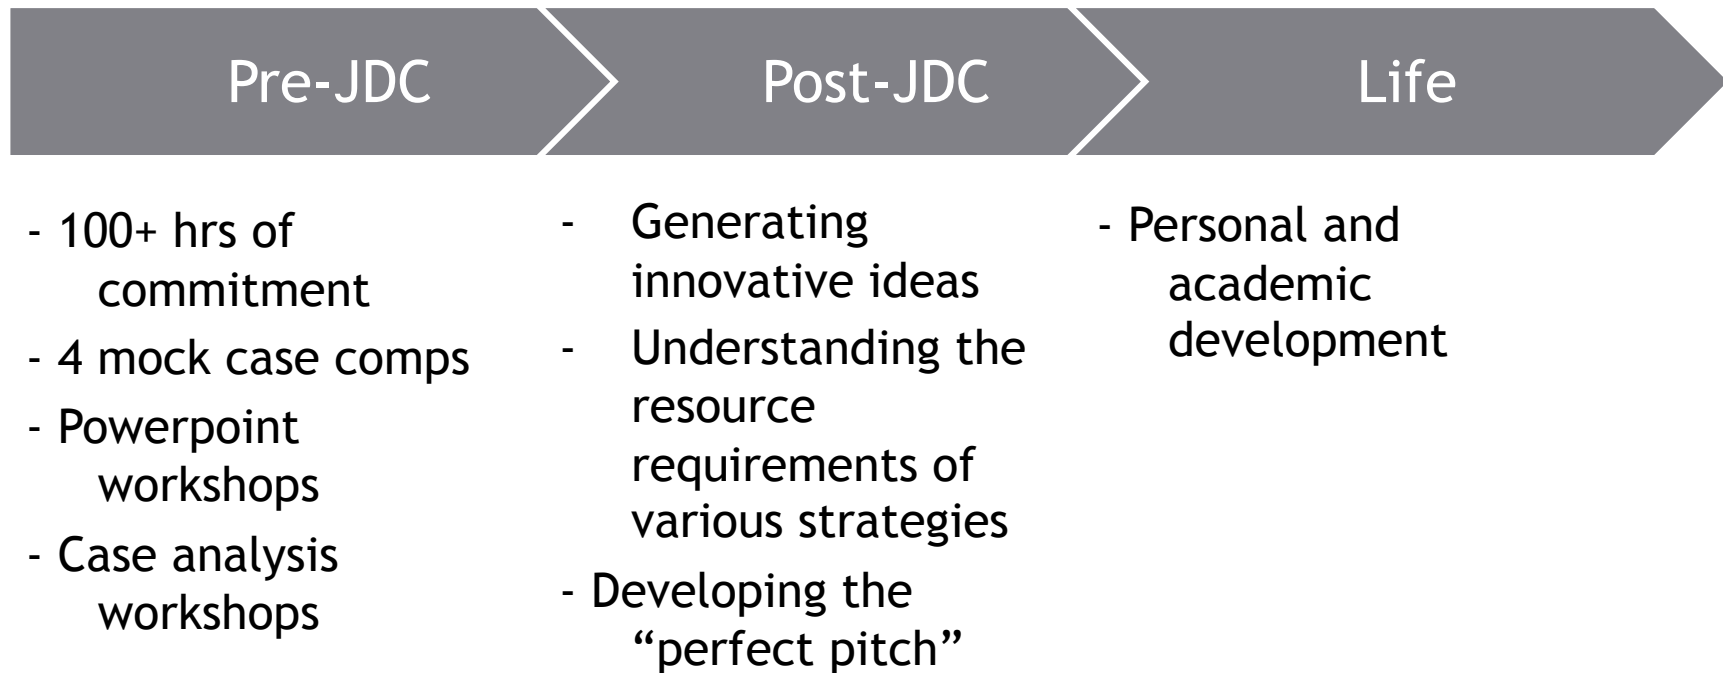 Pre-JDC
Post-JDC
Life
- 100+ hrs of
commitment
- 4 mock case comps
- Powerpoint
workshops
- Case analysis
workshops
- Generating
innovative ideas
- Understanding the
resource
requirements of
various strategies
- Developing the
“perfect pitch”
- Personal and
academic
development